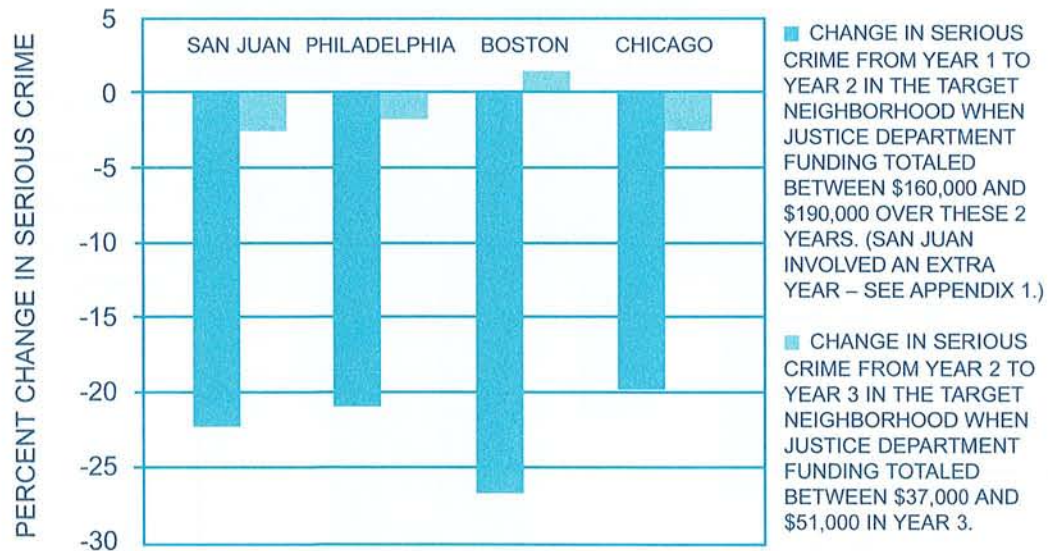 PERCENT CHANGE IN SERIOUS CRIME
5
0
-5
-10
-15
-20
-25
-30
SAN JUAN PHILADELPHIA BOSTON CHICAGO
CHANGE IN SERIOUS
CRIME FROM YEAR 1 TO
YEAR 2 IN THE TARGET
NEIGHBORHOOD WHEN
JUSTICE DEPARTMENT
FUNDING TOTALED
BETWEEN $160,000 AND
$190,000 OVER THESE 2
YEARS. (SAN JUAN
INVOLVED AN EXTRA
YEAR – SEE APPENDIX 1.)
CHANGE IN SERIOUS
CRIME FROM YEAR 2 TO
YEAR 3 IN THE TARGET
NEIGHBORHOOD WHEN
JUSTICE DEPARTMENT
FUNDING TOTALED
BETWEEN $37,000 AND
$51,000 IN YEAR 3.